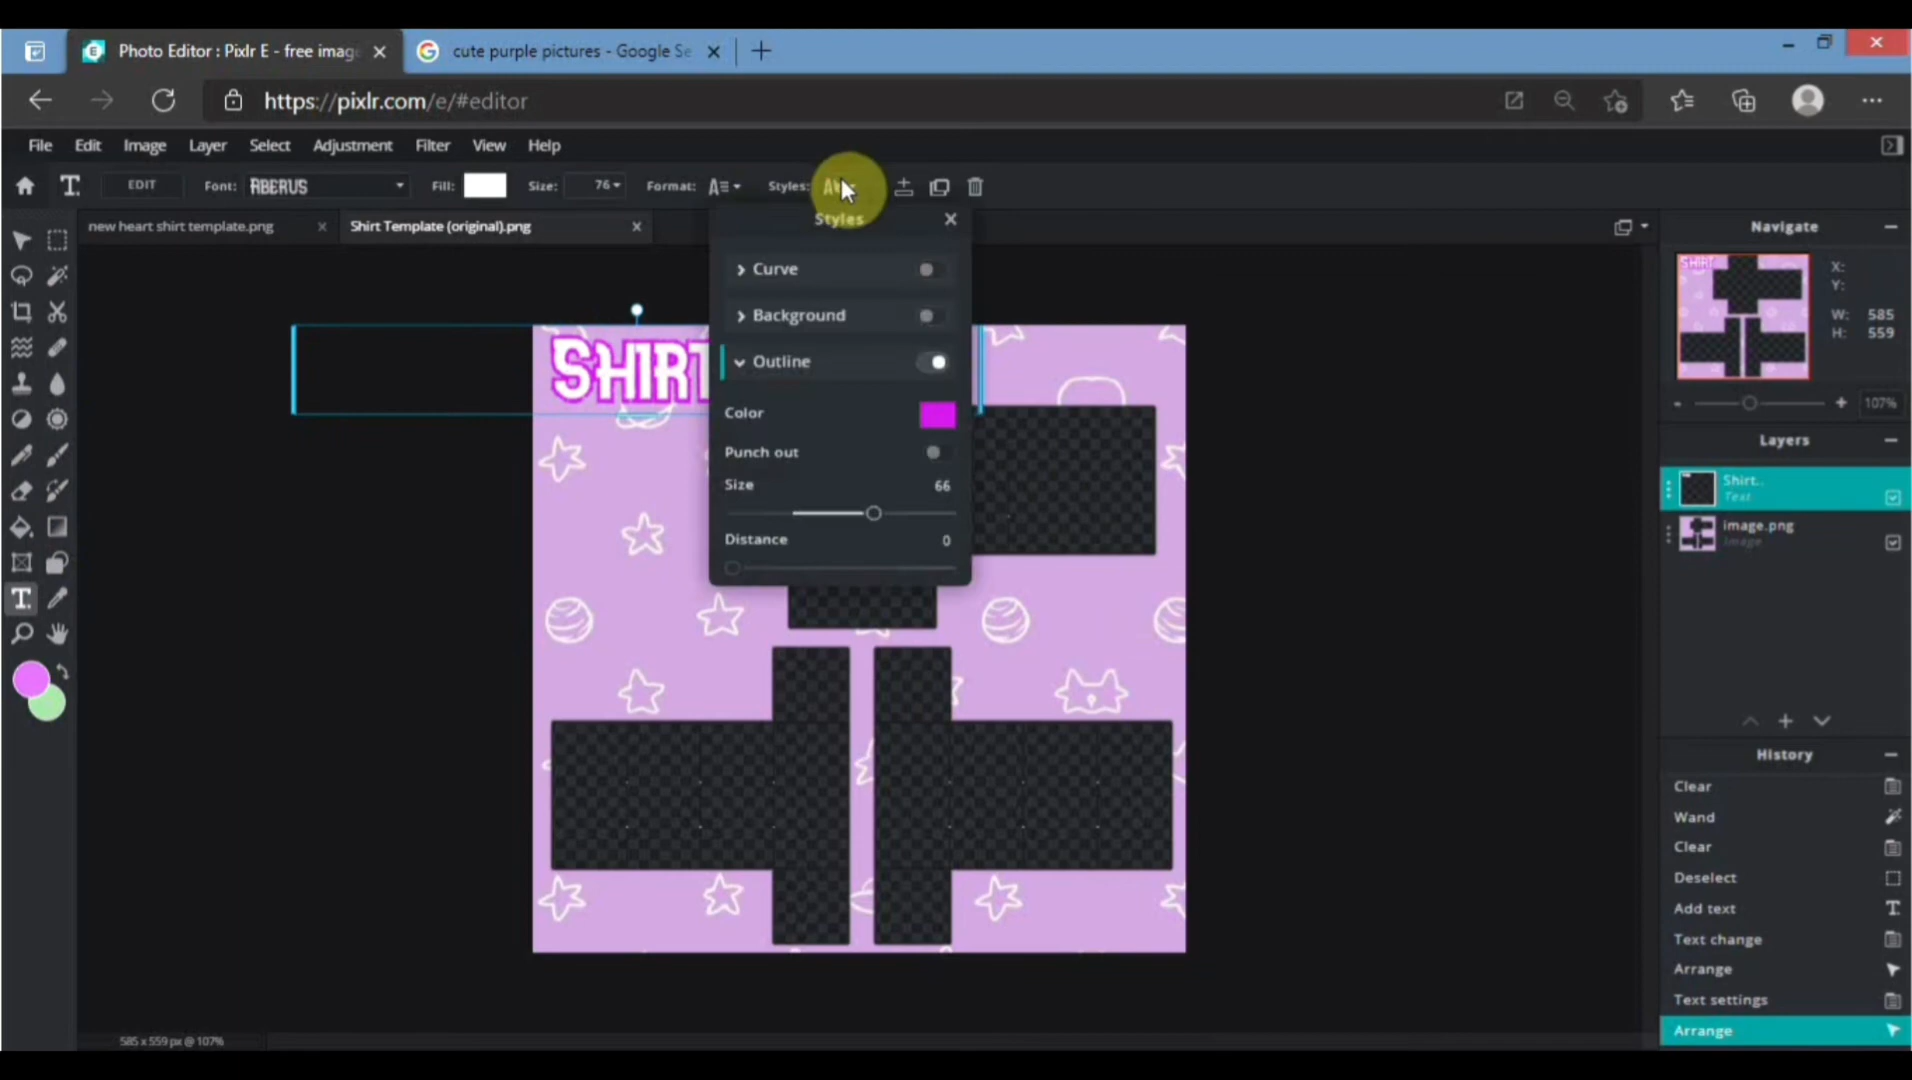 Photo Editor : Pixlr E - free imag
cute purple pictures - Google Se
https://pixlr.com/e/#editor
File Edit Image Layer Select Adjustment Filter View Help
EDIT Font: ABERUS Fill: Size: 76 Format: Styles:
new heart shirt template.png
Shirt Template (original).png
Styles
Curve
Background
Outline
Color
Punch out
Size 66
Distance 0
SHIRT
Navigate
SHIRT
X:
Y:
W: 585
H: 559
107%
Layers
Shirt..
Text
image.png
Image
History
Clear
Wand
Clear
Deselect
Add text
Text change
Arrange
Text settings
Arrange
585 x 559 px @ 107%